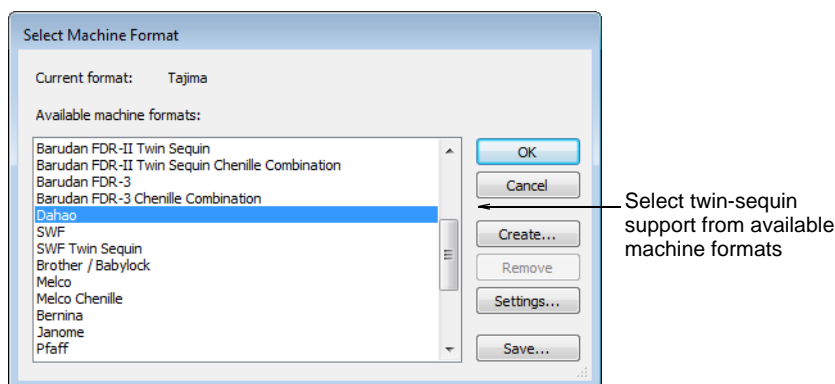 Select Machine Format
Current format: Tajima
Available machine formats:
Barudan FDR-II Twin Sequin
Barudan FDR-II Twin Sequin Chenille Combination
Barudan FDR-3
Barudan FDR-3 Chenille Combination
Dahao
SWF
SWF Twin Sequin
Brother / Babylock
Melco
Melco Chenille
Bernina
Janome
Pfaff
OK
Cancel
Create...
Remove
Settings...
Save...
Select twin-sequin
support from available
machine formats